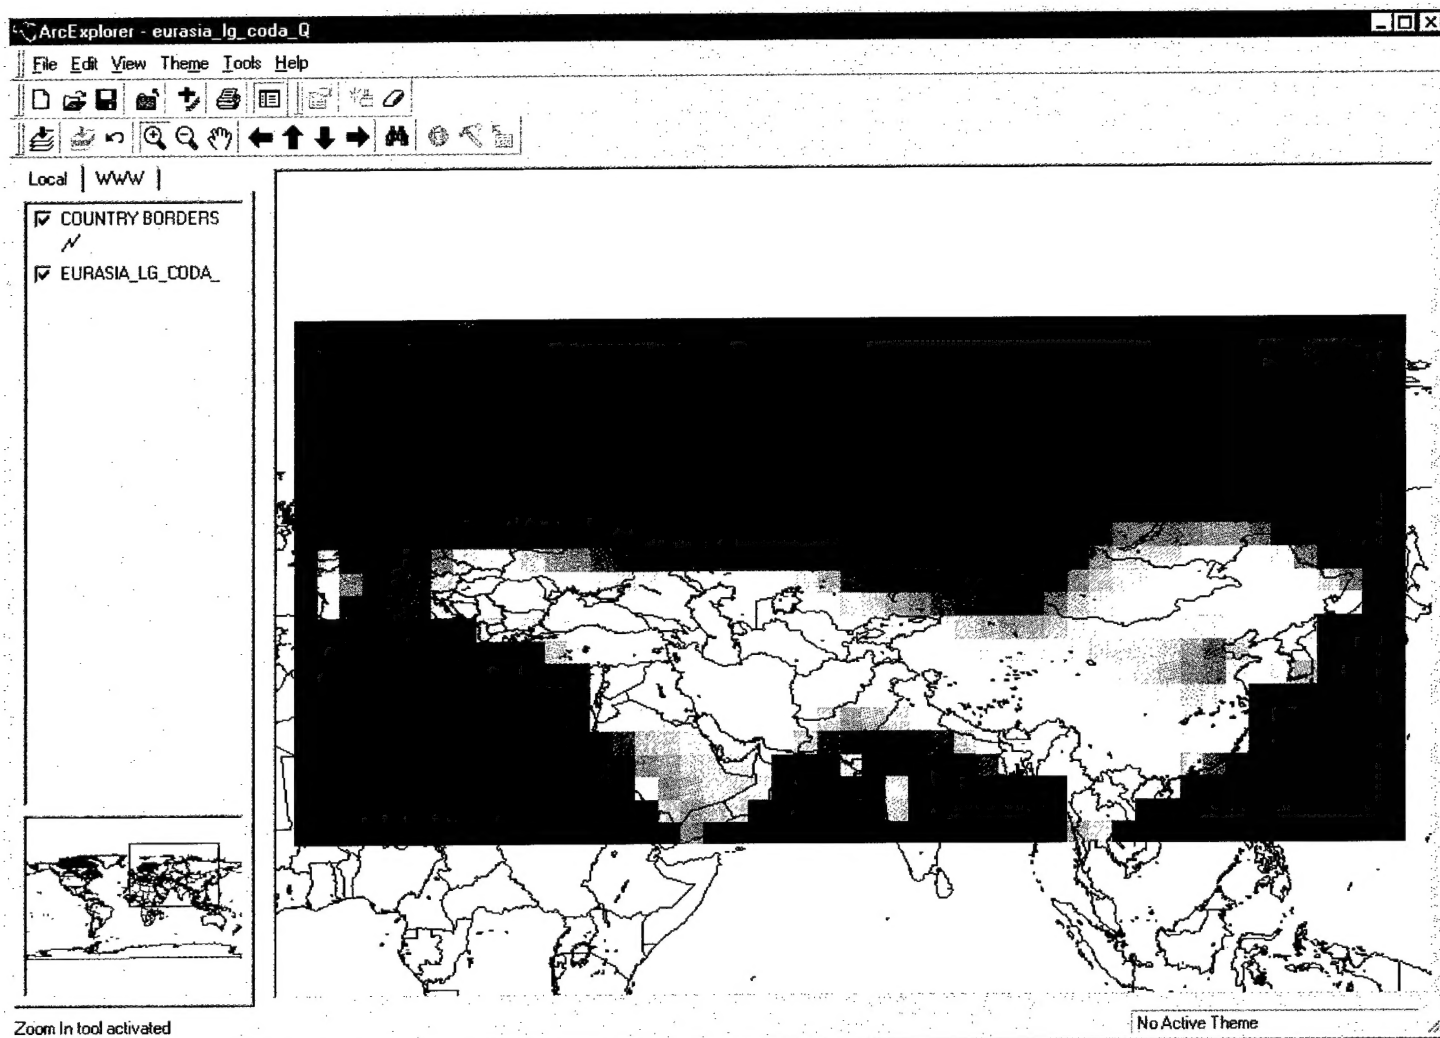 ArcExplorer - eurasia_lg_coda_Q
File Edit View Theme Tools Help
Local WWW
COUNTRY BORDERS
EURASIA_LG_CODA_
Zoom In tool activated
No Active Theme